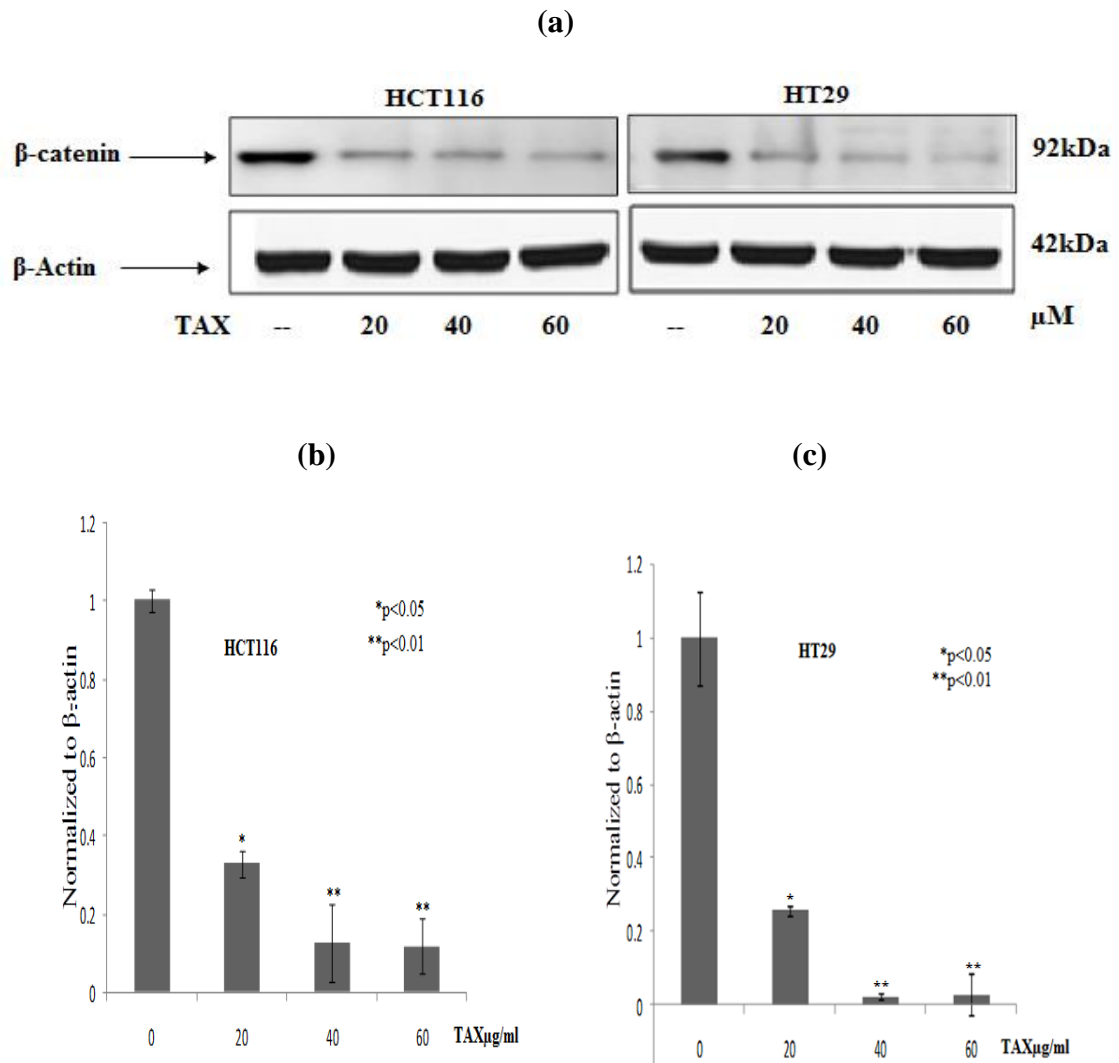 (a)
HCT116 HT29
β-catenin 92kDa
β-Actin 42kDa
TAX -- 20 40 60 -- 20 40 60 μM
(b)
1.2
1
0.8
0.6
0.4
0.2
0
Normalized to β-actin
HCT116
*p<0.05
**p<0.01
*
**
**
0 20 40 60 TAXμg/ml
(c)
1.2
1
0.8
0.6
0.4
0.2
0
Normalized to β-actin
HT29
*p<0.05
**p<0.01
*
**
**
0 20 40 60 TAXμg/ml